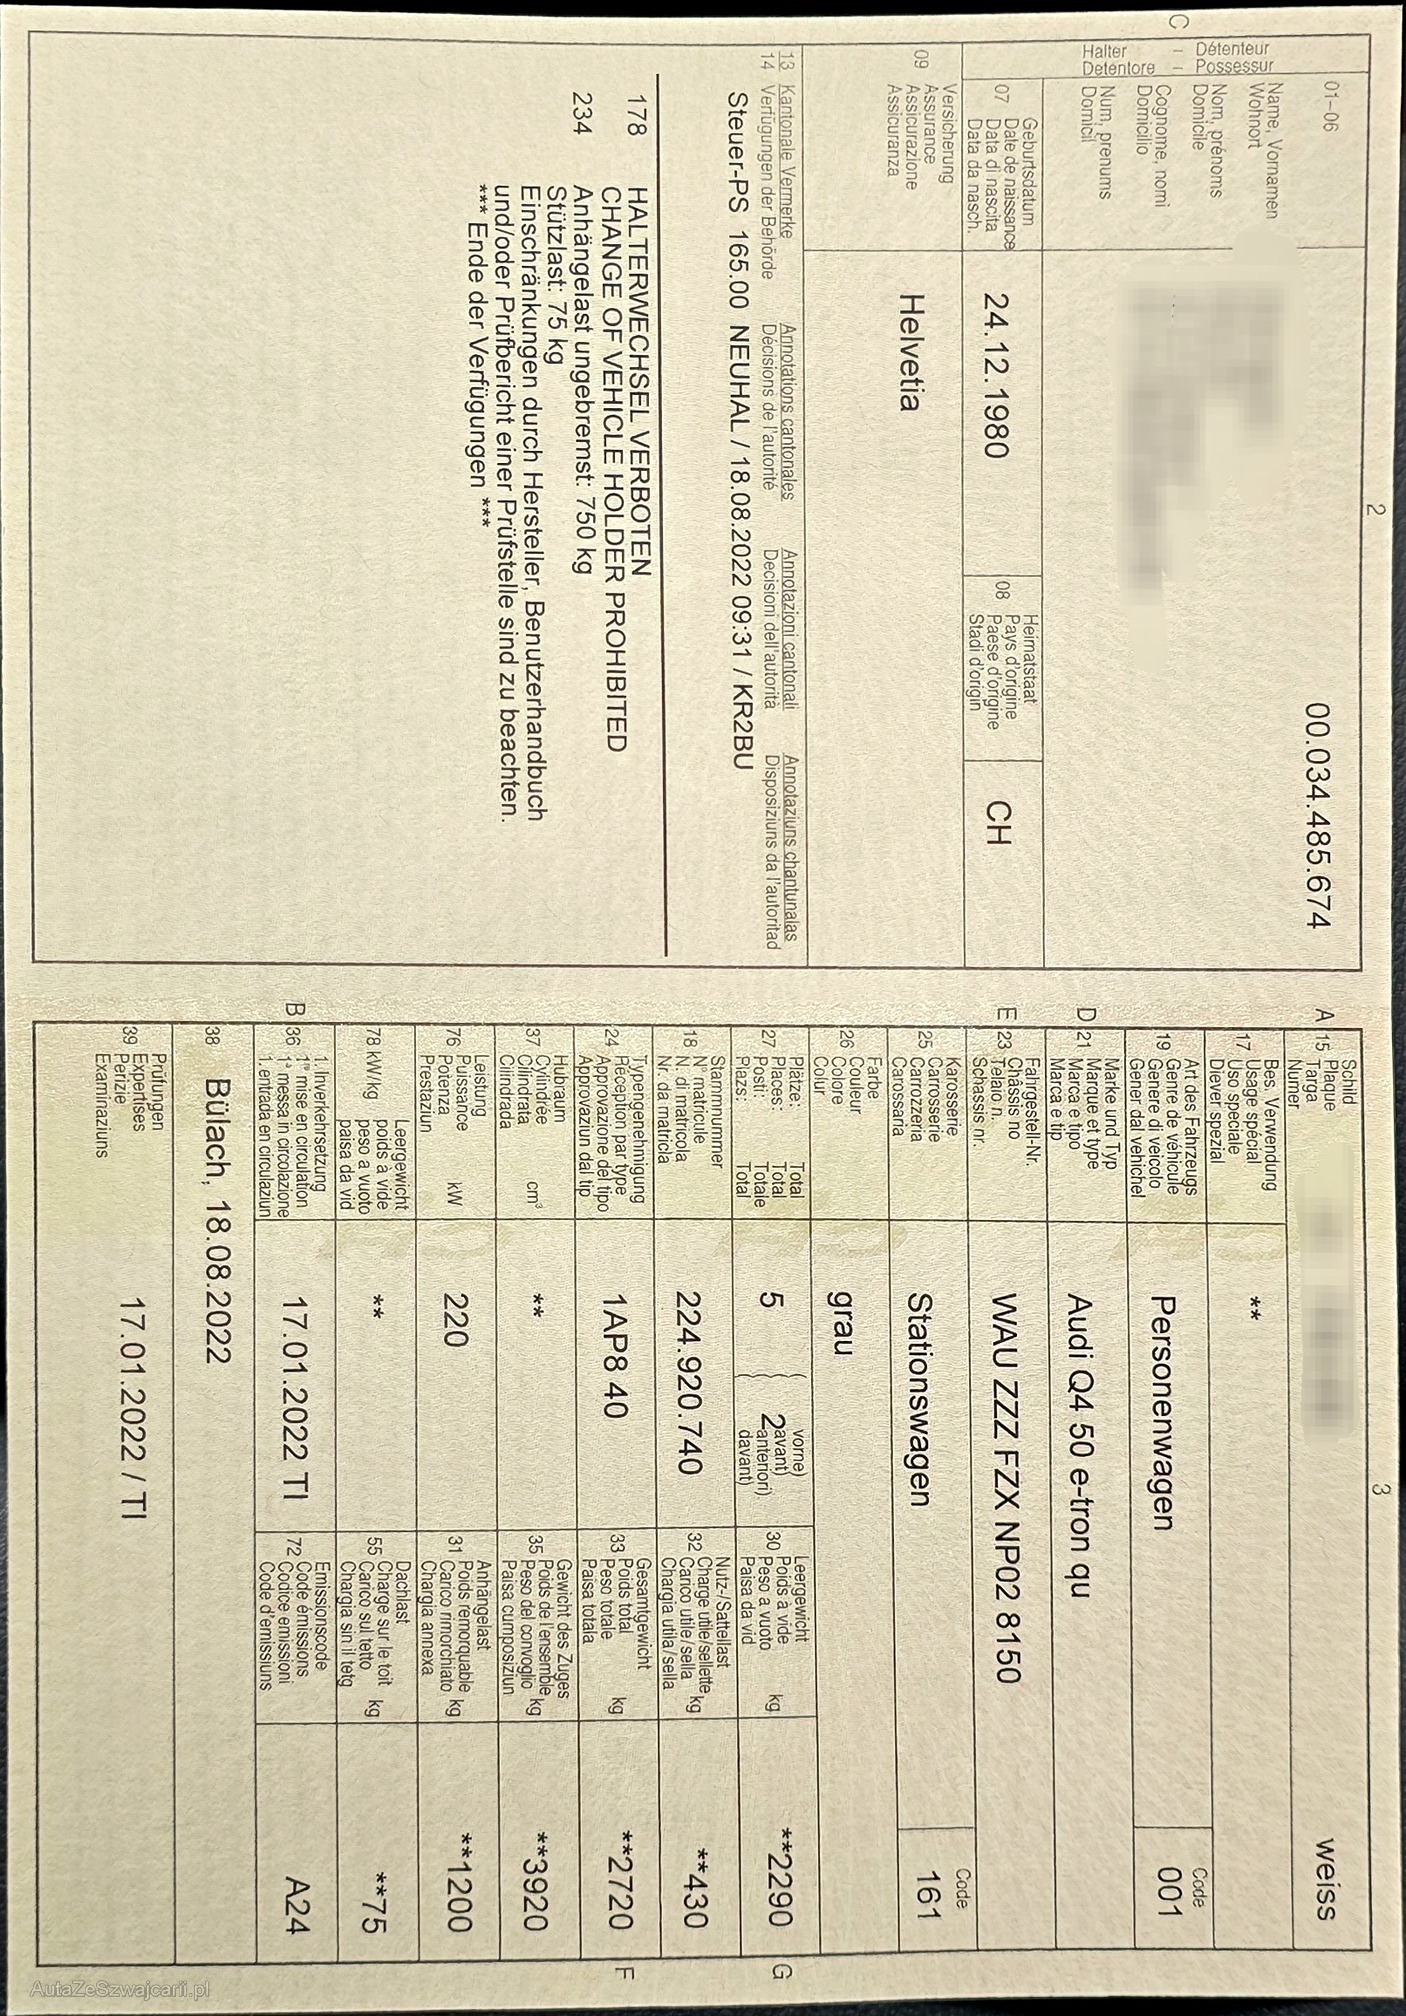 2
C
Halter – Détenteur
Detentore – Possessur
01–06
00.034.485.674
Name, Vornamen
Wohnort
Nom, prénoms
Domicile
Cognome, nomi
Domicilio
Num, prenums
Domicil
07
Geburtsdatum
Date de naissance
Data di nascita
Data da nasch.
24.12.1980
08
Heimatstaat
Pays d'origine
Paese d'origine
Stadi d'origin
CH
09
Versicherung
Assurance
Assicurazione
Assicuranza
Helvetia
13 Kantonale Vermerke Annotations cantonales Annotazioni cantonali Annotaziuns chantunalas
14 Verfügungen der Behörde Décisions de l'autorité Decisioni dell'autorità Disposiziuns da l'autoritad
Steuer-PS 165.00 NEUHAL / 18.08.2022 09:31 / KR2BU
178 HALTERWECHSEL VERBOTEN
CHANGE OF VEHICLE HOLDER PROHIBITED
234 Anhängelast ungebremst: 750 kg
Stützlast: 75 kg
Einschränkungen durch Hersteller, Benutzerhandbuch
und/oder Prüfbericht einer Prüfstelle sind zu beachten.
*** Ende der Verfügungen ***
3
A 15
Schild
Plaque
Targa
Numer
weiss
17
Bes. Verwendung
Usage spécial
Uso speciale
Diever spezial
**
19
Art des Fahrzeugs
Genre de véhicule
Genere di veicolo
Gener dal vehichel
Personenwagen
Code
001
D 21
Marke und Typ
Marque et type
Marca e tipo
Marca e tip
Audi Q4 50 e-tron qu
E 23
Fahrgestell-Nr.
Châssis no
Telaio n.
Schassis nr.
WAU ZZZ FZX NP02 8150
25
Karosserie
Carrosserie
Carrozzeria
Carossaria
Stationswagen
Code
161
26
Farbe
Couleur
Colore
Colur
grau
27
Plätze: Total
Places: Total
Posti: Totale
Plazs: Total
5
2
( vorne)
avant)
anteriori)
( davant)
30
Leergewicht
Poids à vide
Peso a vuoto
Paisa da vid
kg
**2290
G
18
Stammnummer
N° matricule
N. di matricola
Nr. da matricla
224.920.740
32
Nutz-/Sattellast
Charge utile/sellette
Carico utile/sella
Chargia utila/sella
kg
**430
24
Typengenehmigung
Réception par type
Approvazione del tipo
Approvaziun dal tip
1AP8 40
33
Gesamtgewicht
Poids total
Peso totale
Paisa totala
kg
**2720
F
37
Hubraum
Cylindrée
Cilindrata
Cilindrada
cm³
**
35
Gewicht des Zuges
Poids de l'ensemble
Peso del convoglio
Paisa cumposiziun
kg
**3920
76
Leistung
Puissance
Potenza
Prestaziun
kW
220
31
Anhängelast
Poids remorquable
Carico rimorchiato
Chargia annexa
kg
**1200
78 kW/kg
Leergewicht
poids à vide
peso a vuoto
paisa da vid
**
55
Dachlast
Charge sur le toit
Carico sul tetto
Chargia sin il tetg
kg
**75
B 36
1. Inverkehrsetzung
1re mise en circulation
1a messa in circolazione
1. entrada en circulaziun
17.01.2022 TI
72
Emissionscode
Code émissions
Codice emissioni
Code d'emissiuns
A24
38
Bülach, 18.08.2022
39
Prüfungen
Expertises
Perizie
Examinaziuns
17.01.2022 / TI
AutaZeSzwajcarii.pl